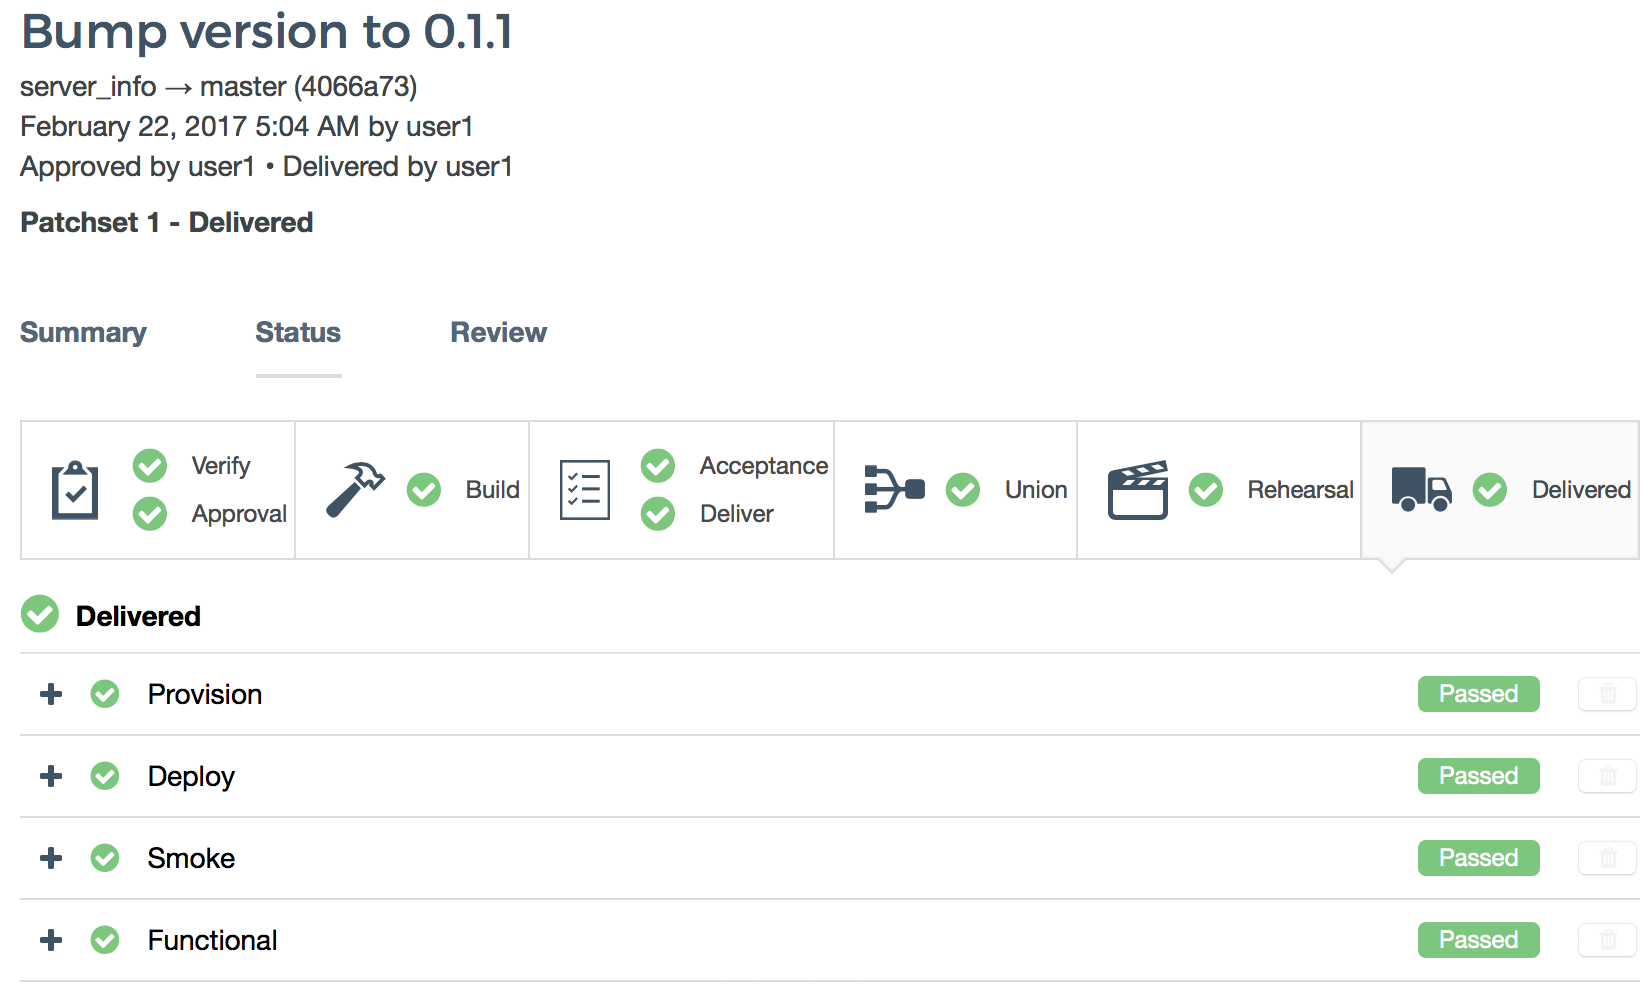 Bump version to 0.1.1
server_info → master (4066a73)
February 22, 2017 5:04 AM by user1
Approved by user1 • Delivered by user1
Patchset 1 - Delivered
Summary Status Review
Verify
Approval
Build
Acceptance
Deliver
Union
Rehearsal
Delivered
Delivered
Provision Passed
Deploy Passed
Smoke Passed
Functional Passed